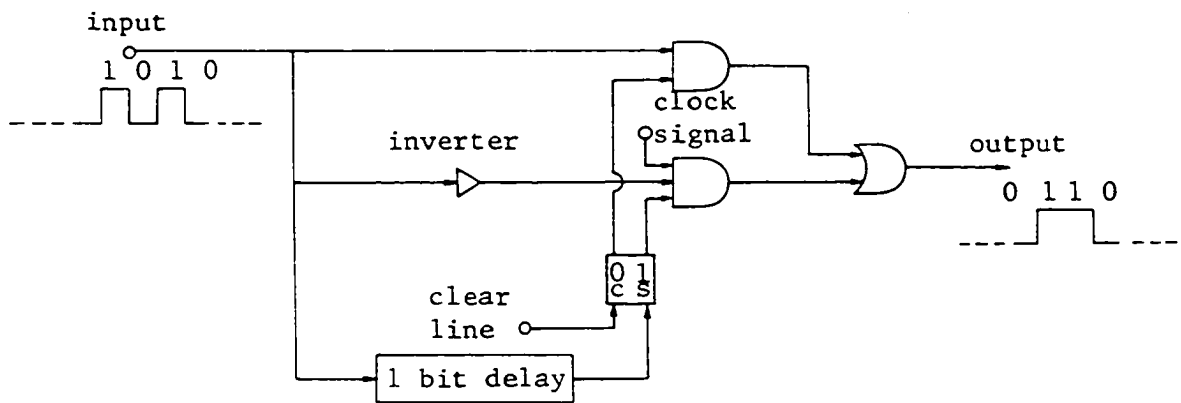 input
1 0 1 0
clock
signal
inverter
output
0 1 1 0
0 1
c s
clear
line
1 bit delay